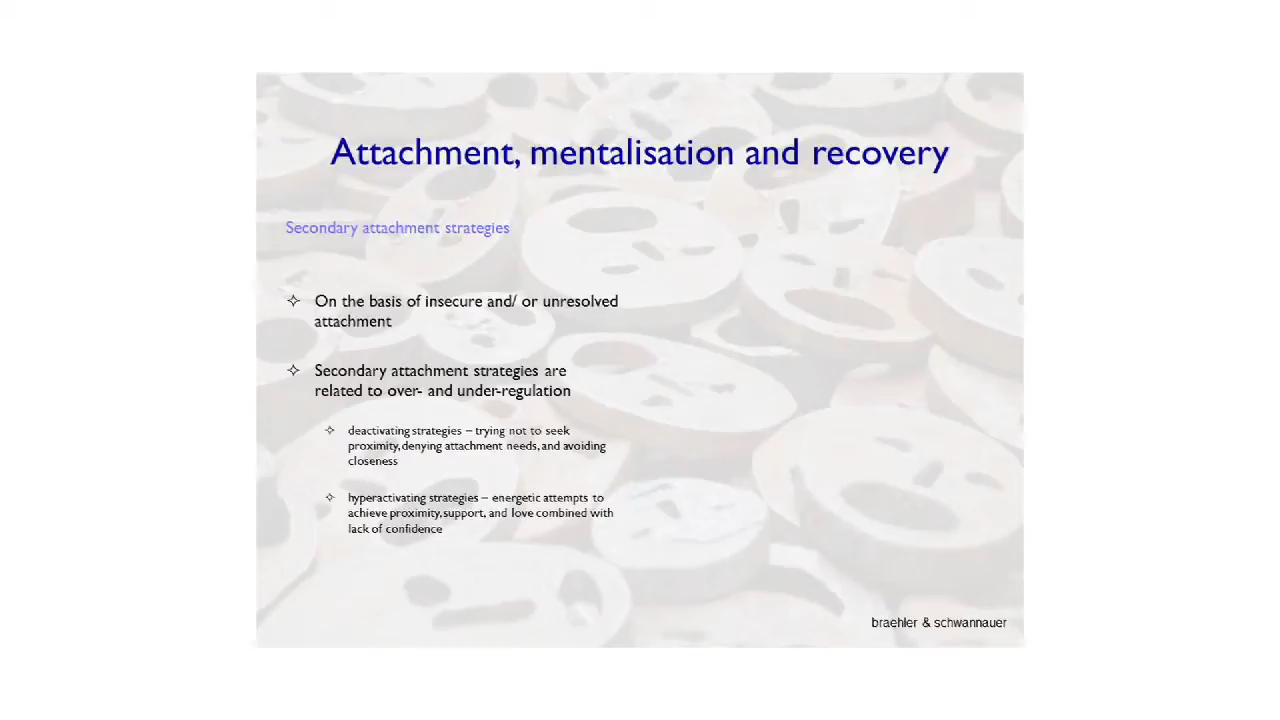 Attachment, mentalisation and recovery
Secondary attachment strategies
✧ On the basis of insecure and/ or unresolved
attachment
✧ Secondary attachment strategies are
related to over- and under-regulation
✧ deactivating strategies – trying not to seek
proximity, denying attachment needs, and avoiding
closeness
✧ hyperactivating strategies – energetic attempts to
achieve proximity, support, and love combined with
lack of confidence
braehler & schwannauer